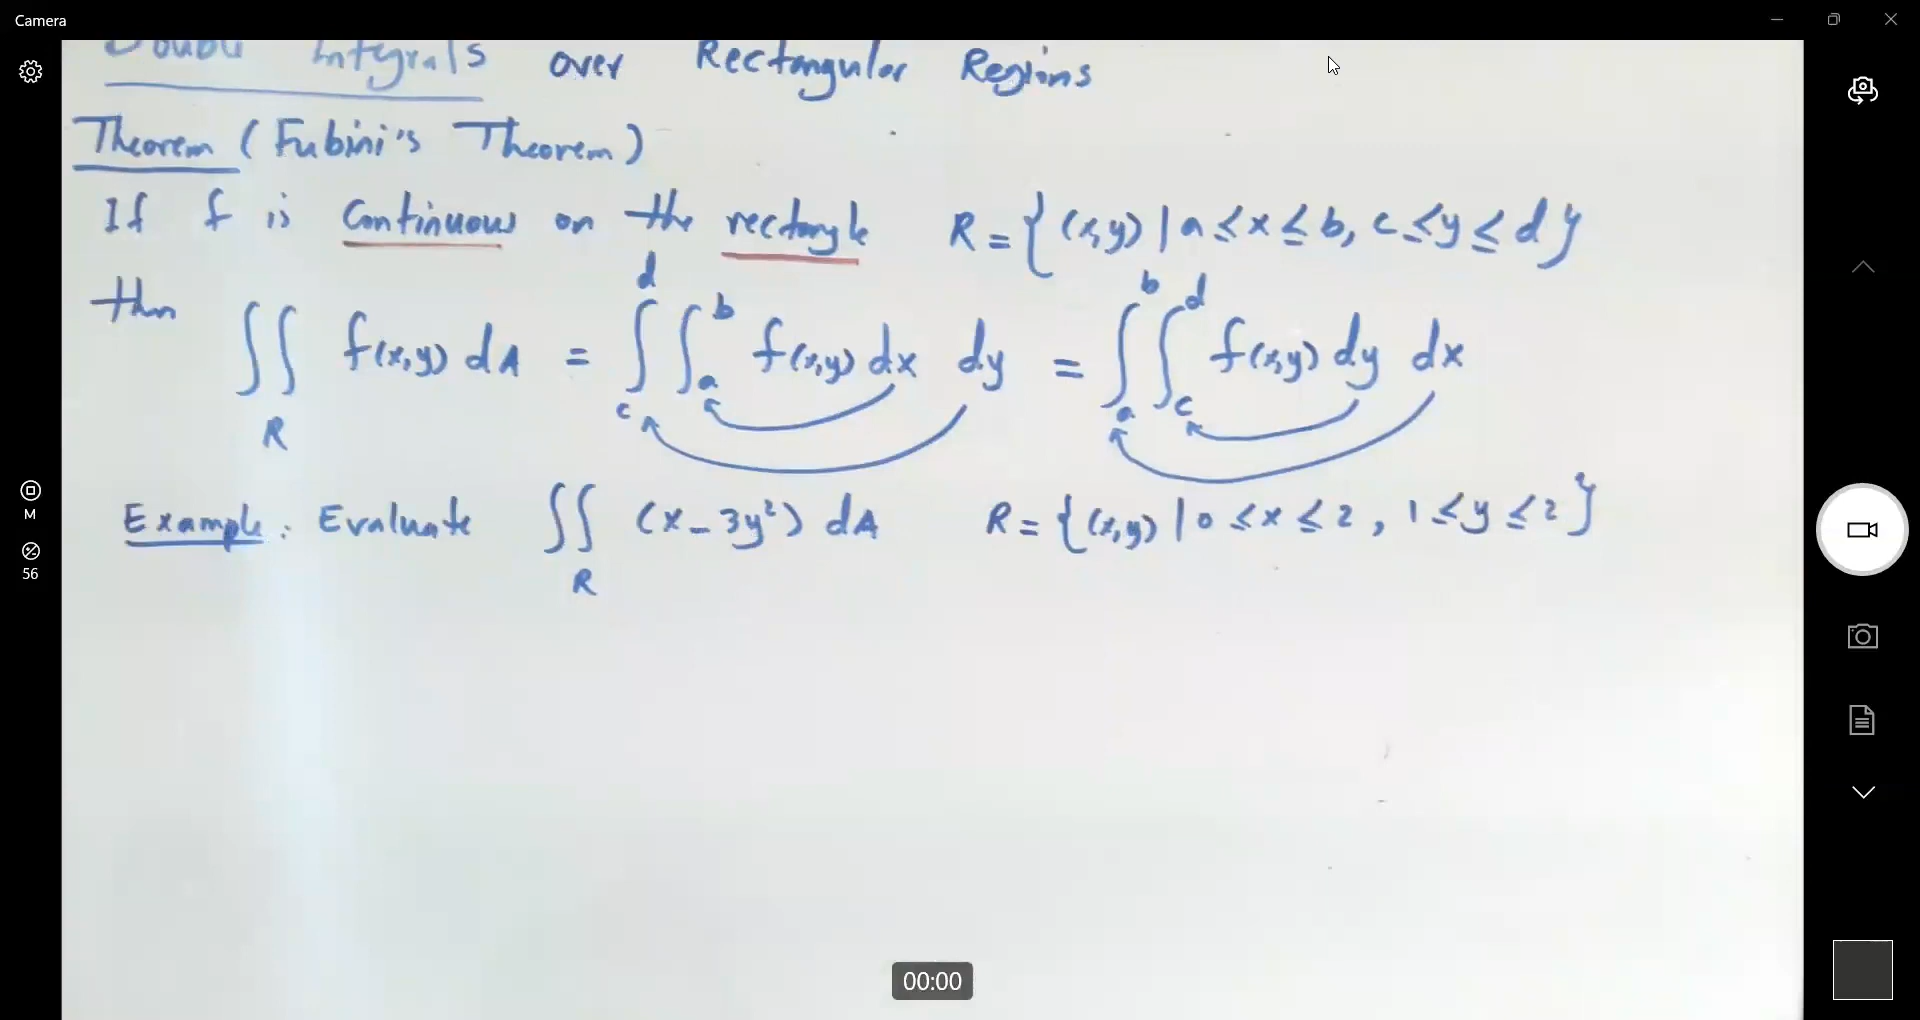 Camera
Double Integrals over Rectangular Regions
Theorem (Fubini's Theorem)
If f is continuous on the rectangle R = {(x,y) | a ≤ x ≤ b, c ≤ y ≤ d}
then ∬_R f(x,y) dA = ∫_c^d ∫_a^b f(x,y) dx dy = ∫_a^b ∫_c^d f(x,y) dy dx
Example: Evaluate ∬_R (x - 3y²) dA R = {(x,y) | 0 ≤ x ≤ 2, 1 ≤ y ≤ 2}
M
56
00:00